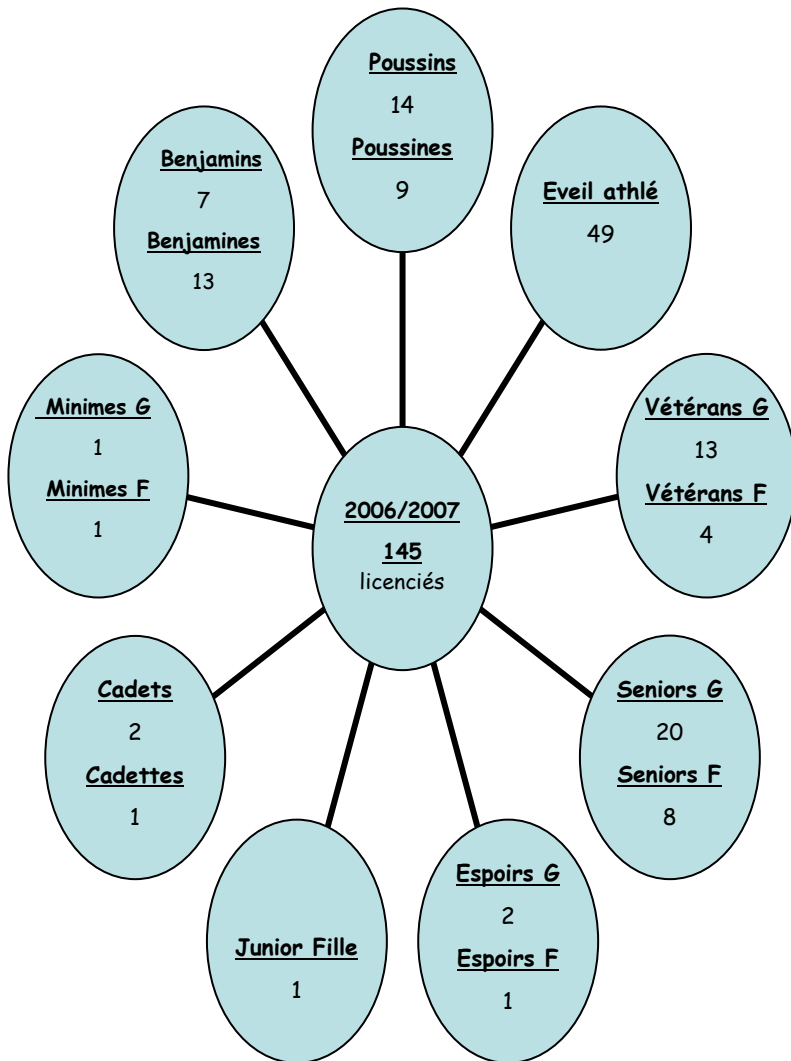 Poussins
14
Poussines
9
Eveil athlé
49
Benjamins
7
Benjamines
13
Minimes G
1
Minimes F
1
Vétérans G
13
Vétérans F
4
2006/2007
145
licenciés
Cadets
2
Cadettes
1
Seniors G
20
Seniors F
8
Junior Fille
1
Espoirs G
2
Espoirs F
1